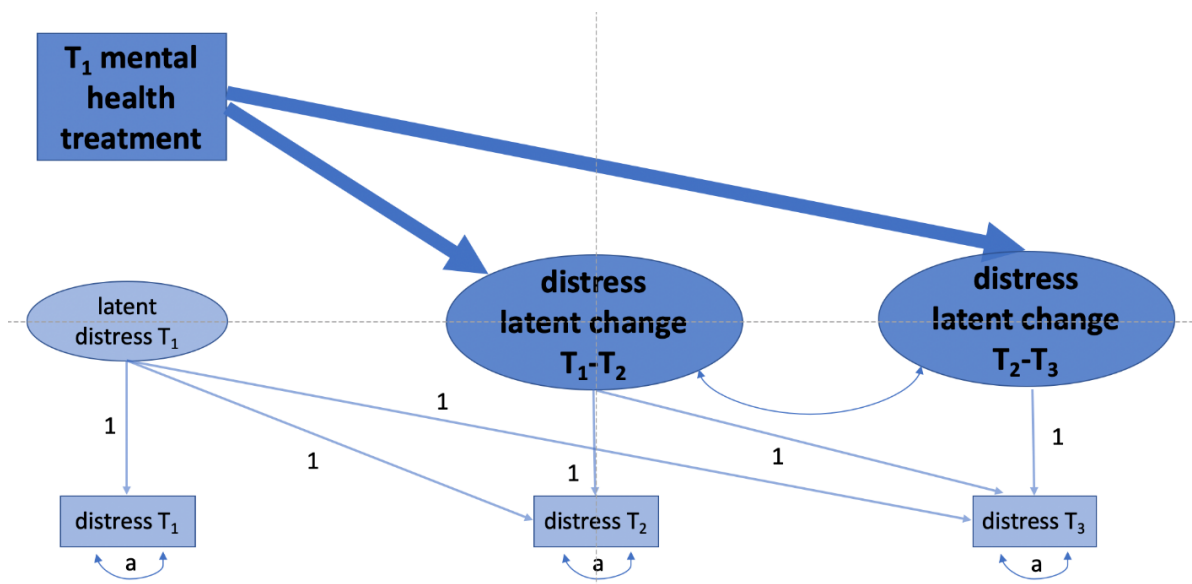 T₁ mental
health
treatment
latent
distress T₁
distress
latent change
T₁-T₂
distress
latent change
T₂-T₃
1
1
1
1
1
1
distress T₁
distress T₂
distress T₃
a
a
a